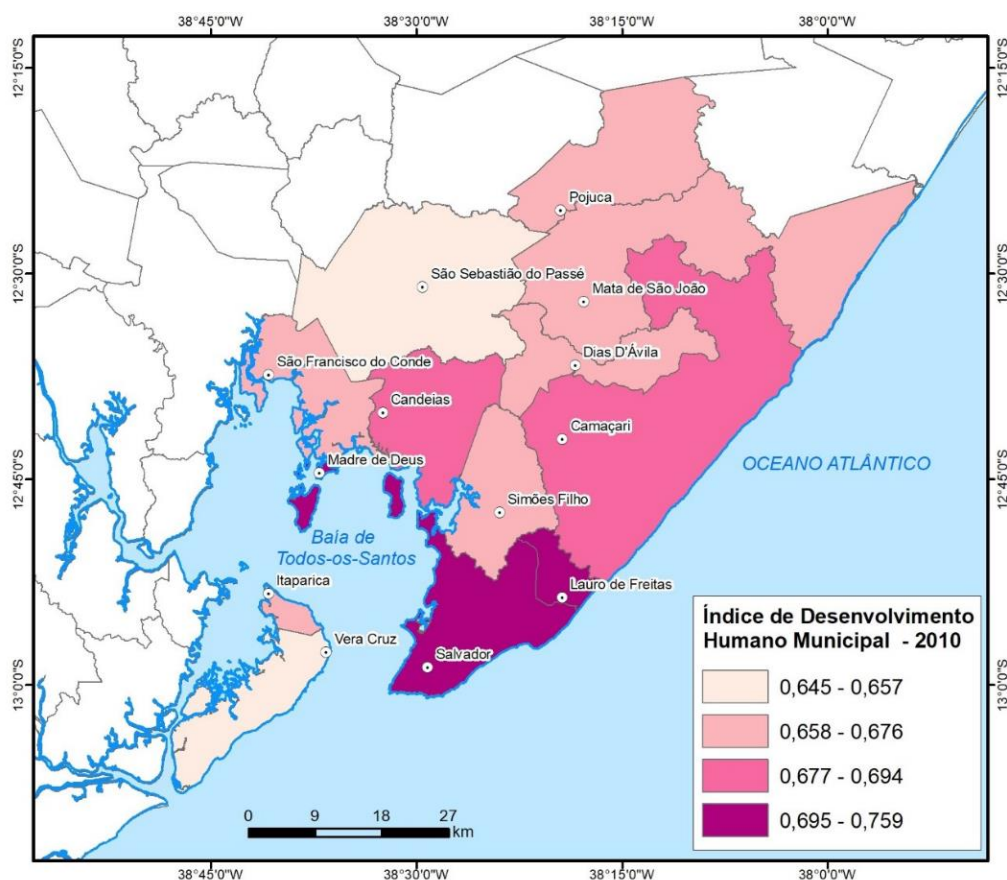 38°45'0"W
38°30'0"W
38°15'0"W
38°0'0"W
12°15'0"S
12°15'0"S
Pojuca
12°30'0"S
São Sebastião do Passé
Mata de São João
12°30'0"S
São Francisco do Conde
Dias D'Ávila
Candeias
Camaçari
Madre de Deus
OCEANO ATLÂNTICO
12°45'0"S
Simões Filho
12°45'0"S
Baía de
Todos-os-Santos
Itaparica
Lauro de Freitas
Vera Cruz
Salvador
13°0'0"S
13°0'0"S
Índice de Desenvolvimento
Humano Municipal - 2010
0,645 - 0,657
0,658 - 0,676
0,677 - 0,694
0,695 - 0,759
0 9 18 27
km
38°45'0"W
38°30'0"W
38°15'0"W
38°0'0"W